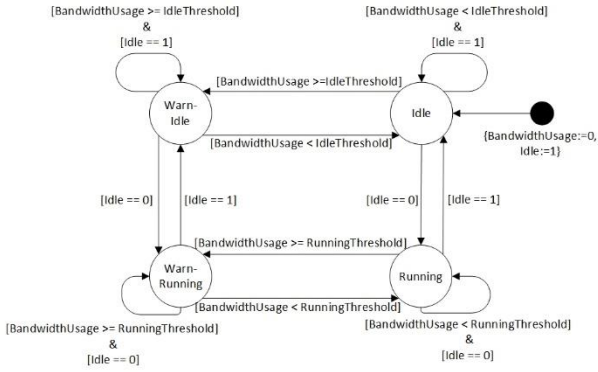 [BandwidthUsage >= IdleThreshold]
&
[Idle == 1]
[BandwidthUsage < IdleThreshold]
&
[Idle == 1]
[BandwidthUsage >=IdleThreshold]
Warn-
Idle
Idle
[BandwidthUsage < IdleThreshold]
{BandwidthUsage:=0,
Idle:=1}
[Idle == 0]
[Idle == 1]
[Idle == 0]
[Idle == 1]
[BandwidthUsage >= RunningThreshold]
Warn-
Running
Running
[BandwidthUsage < RunningThreshold]
[BandwidthUsage >= RunningThreshold]
&
[Idle == 0]
[BandwidthUsage < RunningThreshold]
&
[Idle == 0]